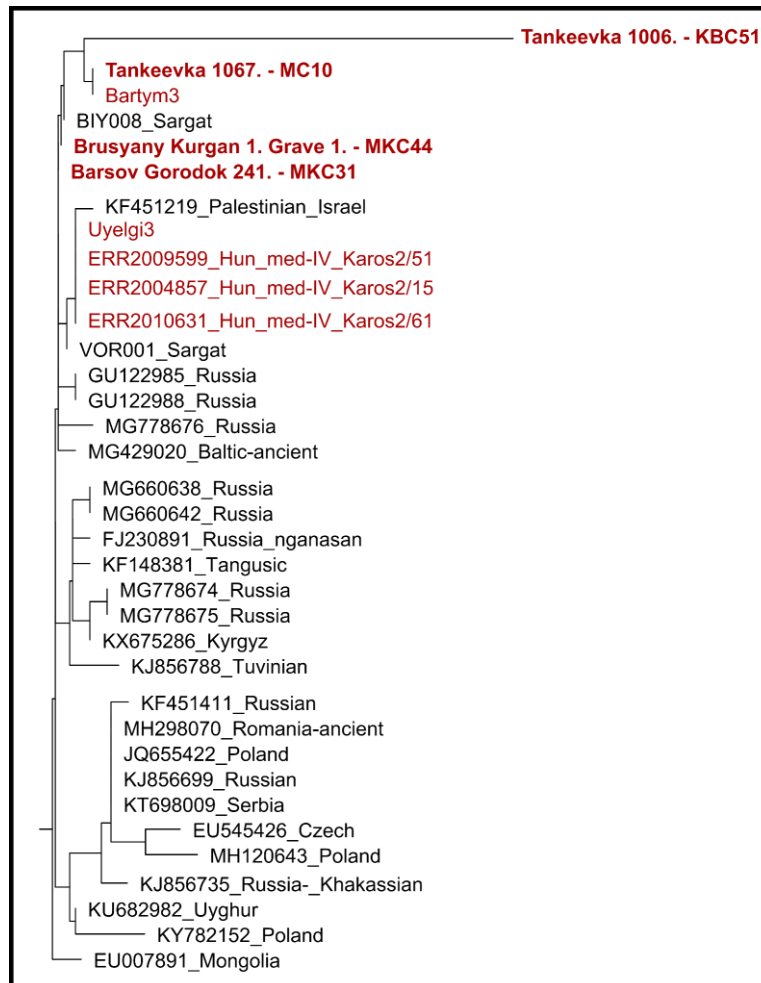 Tankeevka 1006. - KBC51
Tankeevka 1067. - MC10
Bartym3
BIY008_Sargat
Brusyany Kurgan 1. Grave 1. - MKC44
Barsov Gorodok 241. - MKC31
KF451219_Palestinian_Israel
Uyelgi3
ERR2009599_Hun_med-IV_Karos2/51
ERR2004857_Hun_med-IV_Karos2/15
ERR2010631_Hun_med-IV_Karos2/61
VOR001_Sargat
GU122985_Russia
GU122988_Russia
MG778676_Russia
MG429020_Baltic-ancient
MG660638_Russia
MG660642_Russia
FJ230891_Russia_nganasan
KF148381_Tangusic
MG778674_Russia
MG778675_Russia
KX675286_Kyrgyz
KJ856788_Tuvinian
KF451411_Russian
MH298070_Romania-ancient
JQ655422_Poland
KJ856699_Russian
KT698009_Serbia
EU545426_Czech
MH120643_Poland
KJ856735_Russia-_Khakassian
KU682982_Uyghur
KY782152_Poland
EU007891_Mongolia